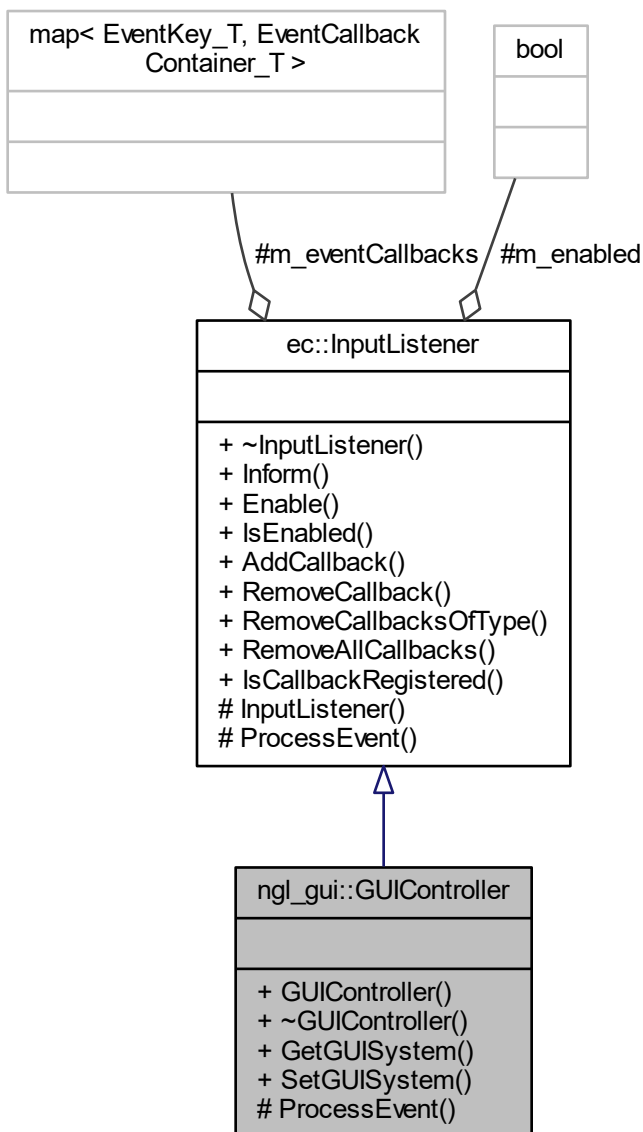 map< EventKey_T, EventCallback
Container_T >
bool
#m_eventCallbacks
#m_enabled
ec::InputListener
+ ~InputListener()
+ Inform()
+ Enable()
+ IsEnabled()
+ AddCallback()
+ RemoveCallback()
+ RemoveCallbacksOfType()
+ RemoveAllCallbacks()
+ IsCallbackRegistered()
# InputListener()
# ProcessEvent()
ngl_gui::GUIController
+ GUIController()
+ ~GUIController()
+ GetGUISystem()
+ SetGUISystem()
# ProcessEvent()